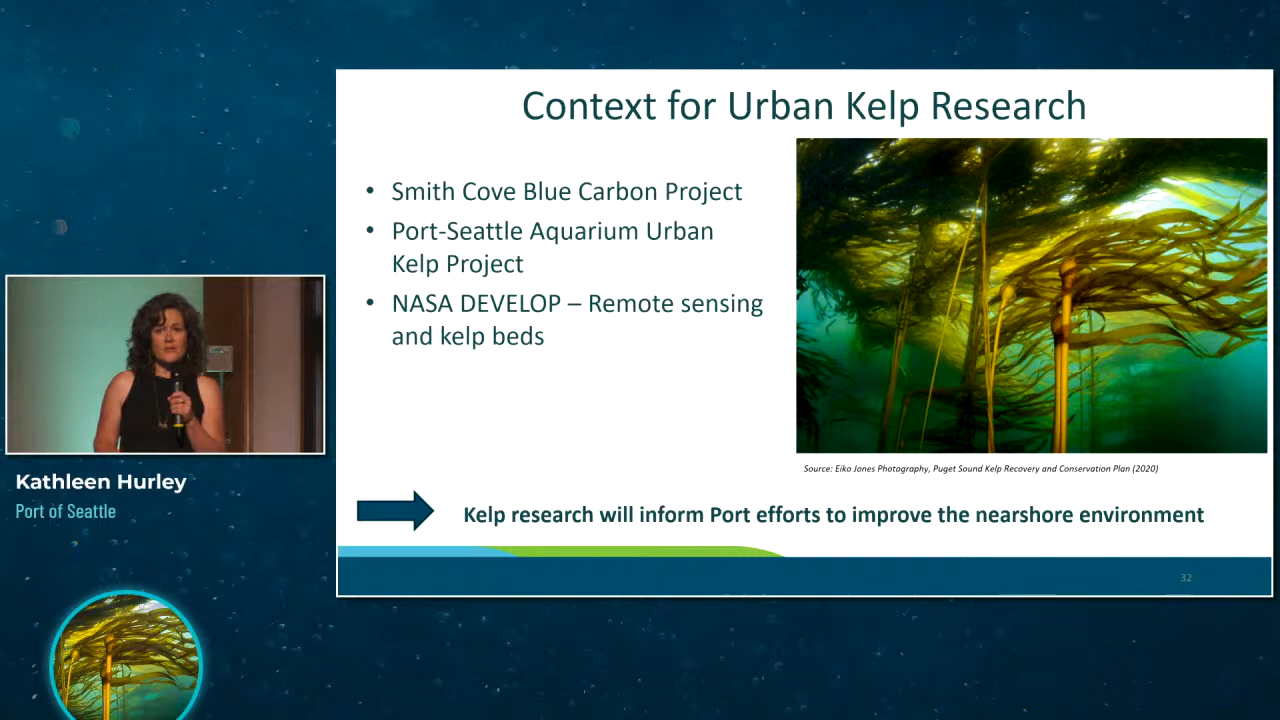 Context for Urban Kelp Research
• Smith Cove Blue Carbon Project
• Port-Seattle Aquarium Urban
Kelp Project
• NASA DEVELOP – Remote sensing
and kelp beds
Source: Eiko Jones Photography, Puget Sound Kelp Recovery and Conservation Plan (2020)
Kelp research will inform Port efforts to improve the nearshore environment
32
Kathleen Hurley
Port of Seattle